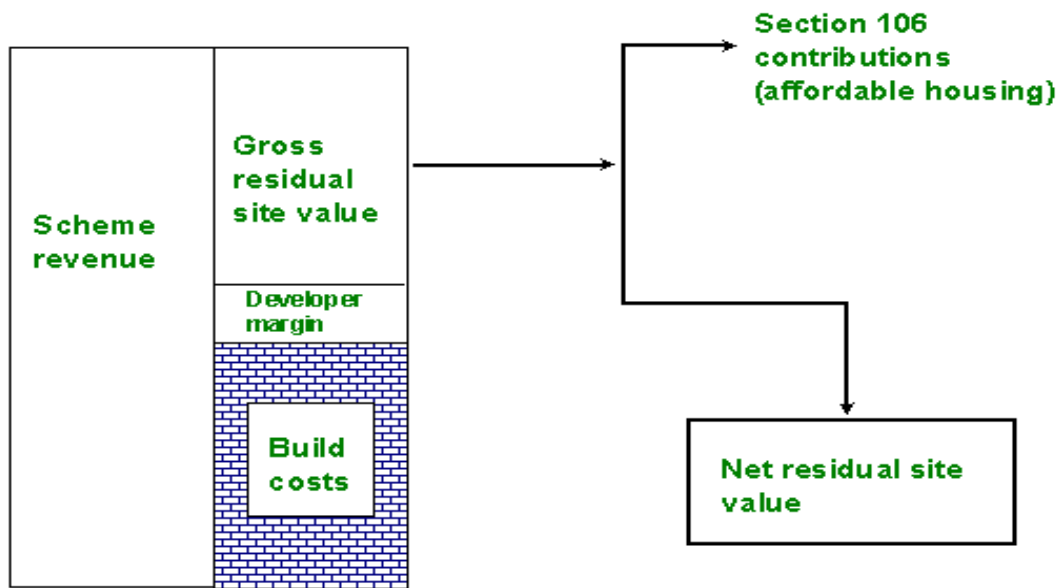 Scheme
revenue
Gross
residual
site value
Developer
margin
Build
costs
Section 106
contributions
(affordable housing)
Net residual site
value